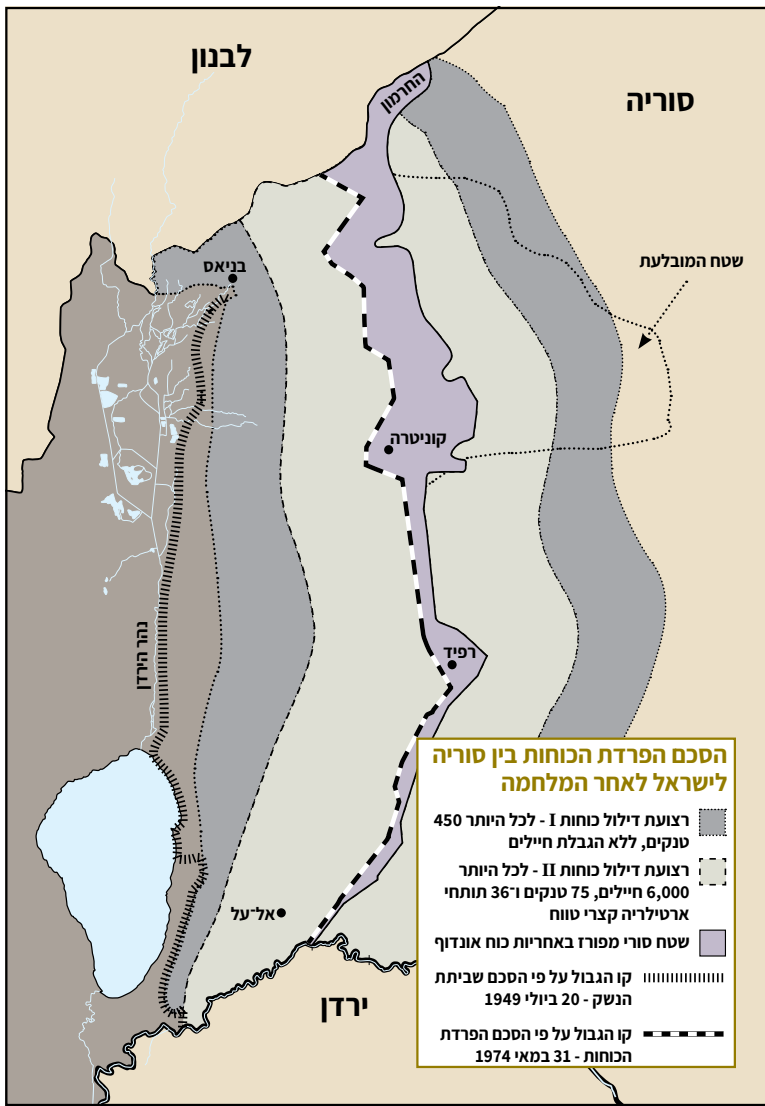 לבנון
סוריה
החרמון
שטח המובלעת
בניאס
קוניטרה
נהר הירדן
רפיד
אל־על
ירדן
הסכם הפרדת הכוחות בין סוריה
לישראל לאחר המלחמה
רצועת דילול כוחות I - לכל היותר 450
טנקים, ללא הגבלת חיילים
רצועת דילול כוחות II - לכל היותר
6,000 חיילים, 75 טנקים ו־36 תותחי
ארטילריה קצרי טווח
שטח סורי מפורז באחריות כוח אונדוף
קו הגבול על פי הסכם שביתת
הנשק - 20 ביולי 1949
קו הגבול על פי הסכם הפרדת
הכוחות - 31 במאי 1974